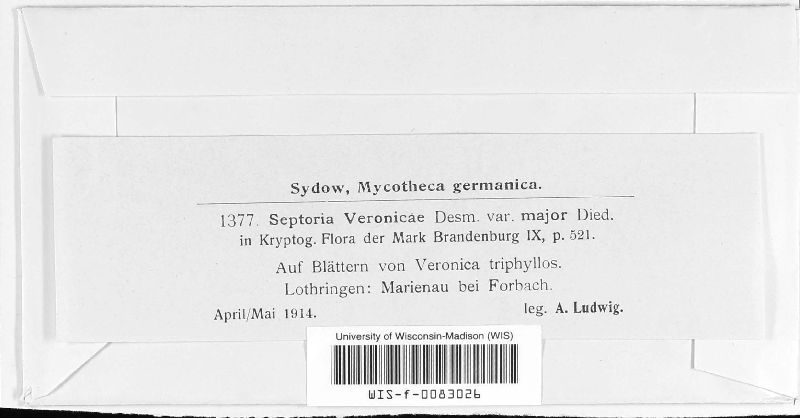 Sydow, Mycotheca germanica.
1377. Septoria Veronicae Desm. var. major Died.
in Kryptog. Flora der Mark Brandenburg IX, p. 521.
Auf Blättern von Veronica triphyllos.
Lothringen: Marienau bei Forbach.
April/Mai 1914. leg. A. Ludwig.
University of Wisconsin-Madison (WIS)
WIS-f-0083026